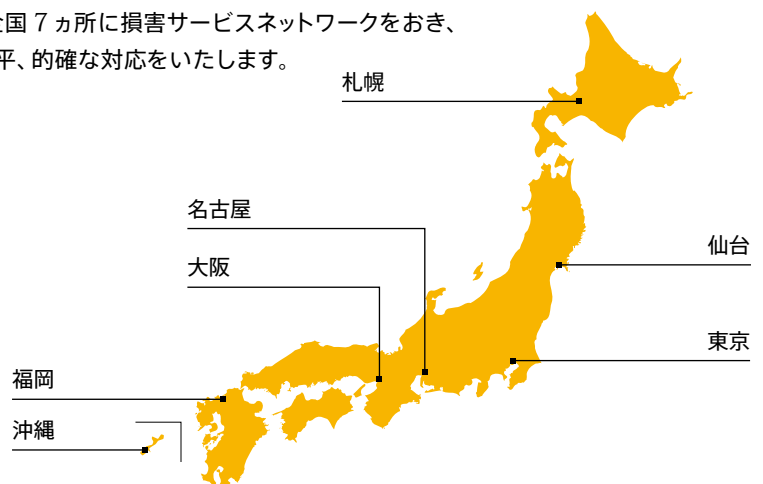 全国7ヵ所に損害サービスネットワークをおき、
平、的確な対応をいたします。
札幌
名古屋
仙台
大阪
東京
福岡
沖縄